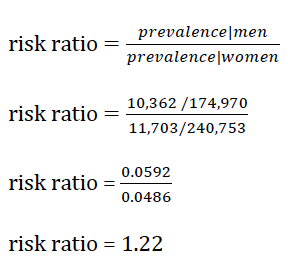 risk ratio = prevalence|men / prevalence|women
risk ratio = 10,362 /174,970 / 11,703/240,753
risk ratio = 0.0592 / 0.0486
risk ratio = 1.22